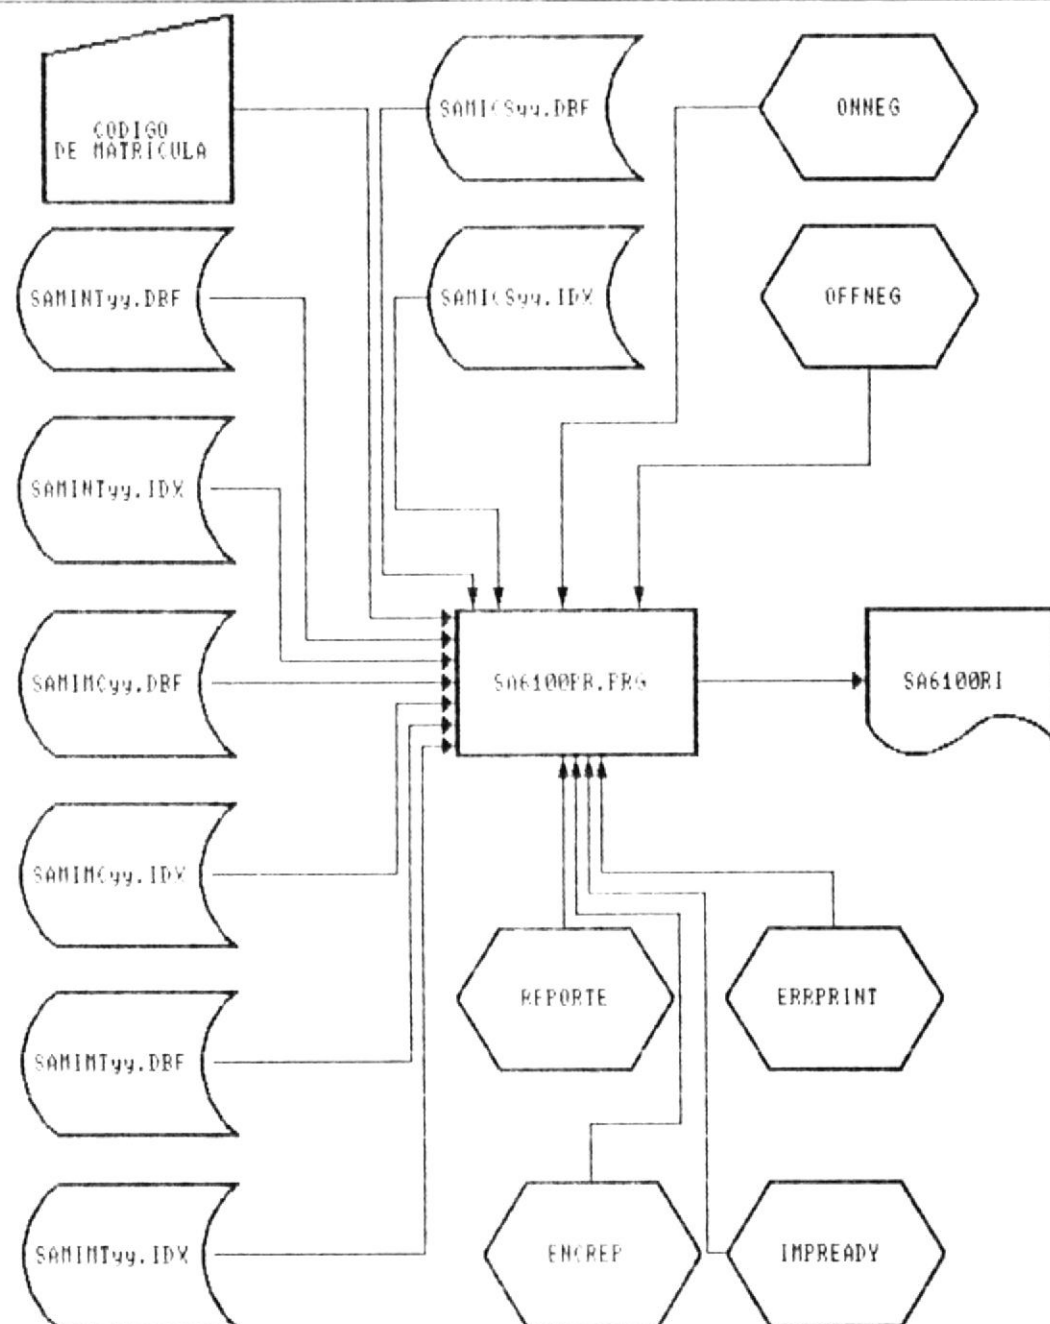 CODIGO
DE MATRICULA
SAMICSyy.DBF
ONNEG
SAMINTyy.DBF
SAMICSyy.IDX
OFFNEG
SAMINTyy.IDX
SAMIMCyy.DBF
SA6100PR.PRG
SA6100RI
SAMIMCyy.IDX
REPORTE
ERRPRINT
SAMIMTyy.DBF
SAMIMTyy.IDX
ENCREP
IMPREADY